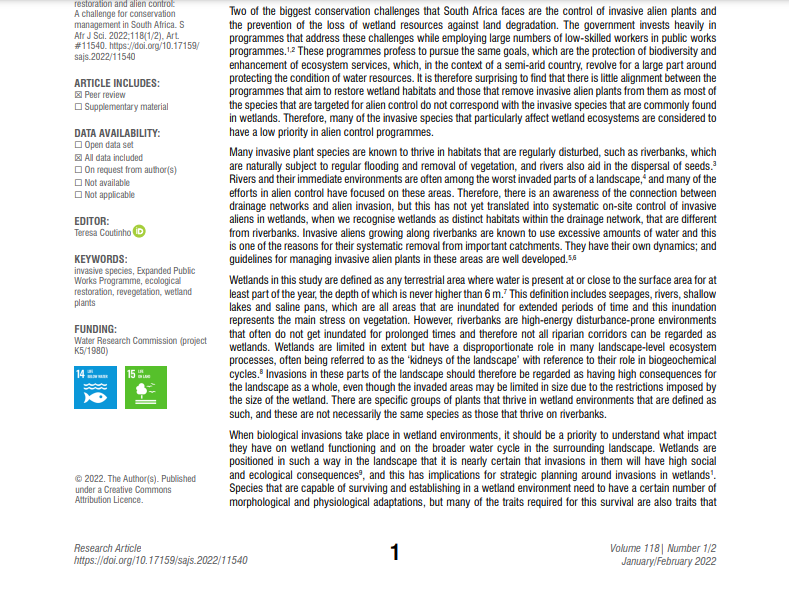 restoration and alien control:
A challenge for conservation
management in South Africa. S
Afr J Sci. 2022;118(1/2), Art.
#11540. https://doi.org/10.17159/
sajs.2022/11540
ARTICLE INCLUDES:
☒ Peer review
☐ Supplementary material
DATA AVAILABILITY:
☐ Open data set
☒ All data included
☐ On request from author(s)
☐ Not available
☐ Not applicable
EDITOR:
Teresa Coutinho iD
KEYWORDS:
invasive species, Expanded Public
Works Programme, ecological
restoration, revegetation, wetland
plants
FUNDING:
Water Research Commission (project
K5/1980)
14 LIFE BELOW WATER
15 LIFE ON LAND
© 2022. The Author(s). Published
under a Creative Commons
Attribution Licence.
Two of the biggest conservation challenges that South Africa faces are the control of invasive alien plants and
the prevention of the loss of wetland resources against land degradation. The government invests heavily in
programmes that address these challenges while employing large numbers of low-skilled workers in public works
programmes.1,2 These programmes profess to pursue the same goals, which are the protection of biodiversity and
enhancement of ecosystem services, which, in the context of a semi-arid country, revolve for a large part around
protecting the condition of water resources. It is therefore surprising to find that there is little alignment between the
programmes that aim to restore wetland habitats and those that remove invasive alien plants from them as most of
the species that are targeted for alien control do not correspond with the invasive species that are commonly found
in wetlands. Therefore, many of the invasive species that particularly affect wetland ecosystems are considered to
have a low priority in alien control programmes.
Many invasive plant species are known to thrive in habitats that are regularly disturbed, such as riverbanks, which
are naturally subject to regular flooding and removal of vegetation, and rivers also aid in the dispersal of seeds.3
Rivers and their immediate environments are often among the worst invaded parts of a landscape,4 and many of the
efforts in alien control have focused on these areas. Therefore, there is an awareness of the connection between
drainage networks and alien invasion, but this has not yet translated into systematic on-site control of invasive
aliens in wetlands, when we recognise wetlands as distinct habitats within the drainage network, that are different
from riverbanks. Invasive aliens growing along riverbanks are known to use excessive amounts of water and this
is one of the reasons for their systematic removal from important catchments. They have their own dynamics; and
guidelines for managing invasive alien plants in these areas are well developed.5,6
Wetlands in this study are defined as any terrestrial area where water is present at or close to the surface area for at
least part of the year, the depth of which is never higher than 6 m.7 This definition includes seepages, rivers, shallow
lakes and saline pans, which are all areas that are inundated for extended periods of time and this inundation
represents the main stress on vegetation. However, riverbanks are high-energy disturbance-prone environments
that often do not get inundated for prolonged times and therefore not all riparian corridors can be regarded as
wetlands. Wetlands are limited in extent but have a disproportionate role in many landscape-level ecosystem
processes, often being referred to as the ‘kidneys of the landscape’ with reference to their role in biogeochemical
cycles.8 Invasions in these parts of the landscape should therefore be regarded as having high consequences for
the landscape as a whole, even though the invaded areas may be limited in size due to the restrictions imposed by
the size of the wetland. There are specific groups of plants that thrive in wetland environments that are defined as
such, and these are not necessarily the same species as those that thrive on riverbanks.
When biological invasions take place in wetland environments, it should be a priority to understand what impact
they have on wetland functioning and on the broader water cycle in the surrounding landscape. Wetlands are
positioned in such a way in the landscape that it is nearly certain that invasions in them will have high social
and ecological consequences9, and this has implications for strategic planning around invasions in wetlands1.
Species that are capable of surviving and establishing in a wetland environment need to have a certain number of
morphological and physiological adaptations, but many of the traits required for this survival are also traits that
Research Article
https://doi.org/10.17159/sajs.2022/11540
1
Volume 118| Number 1/2
January/February 2022